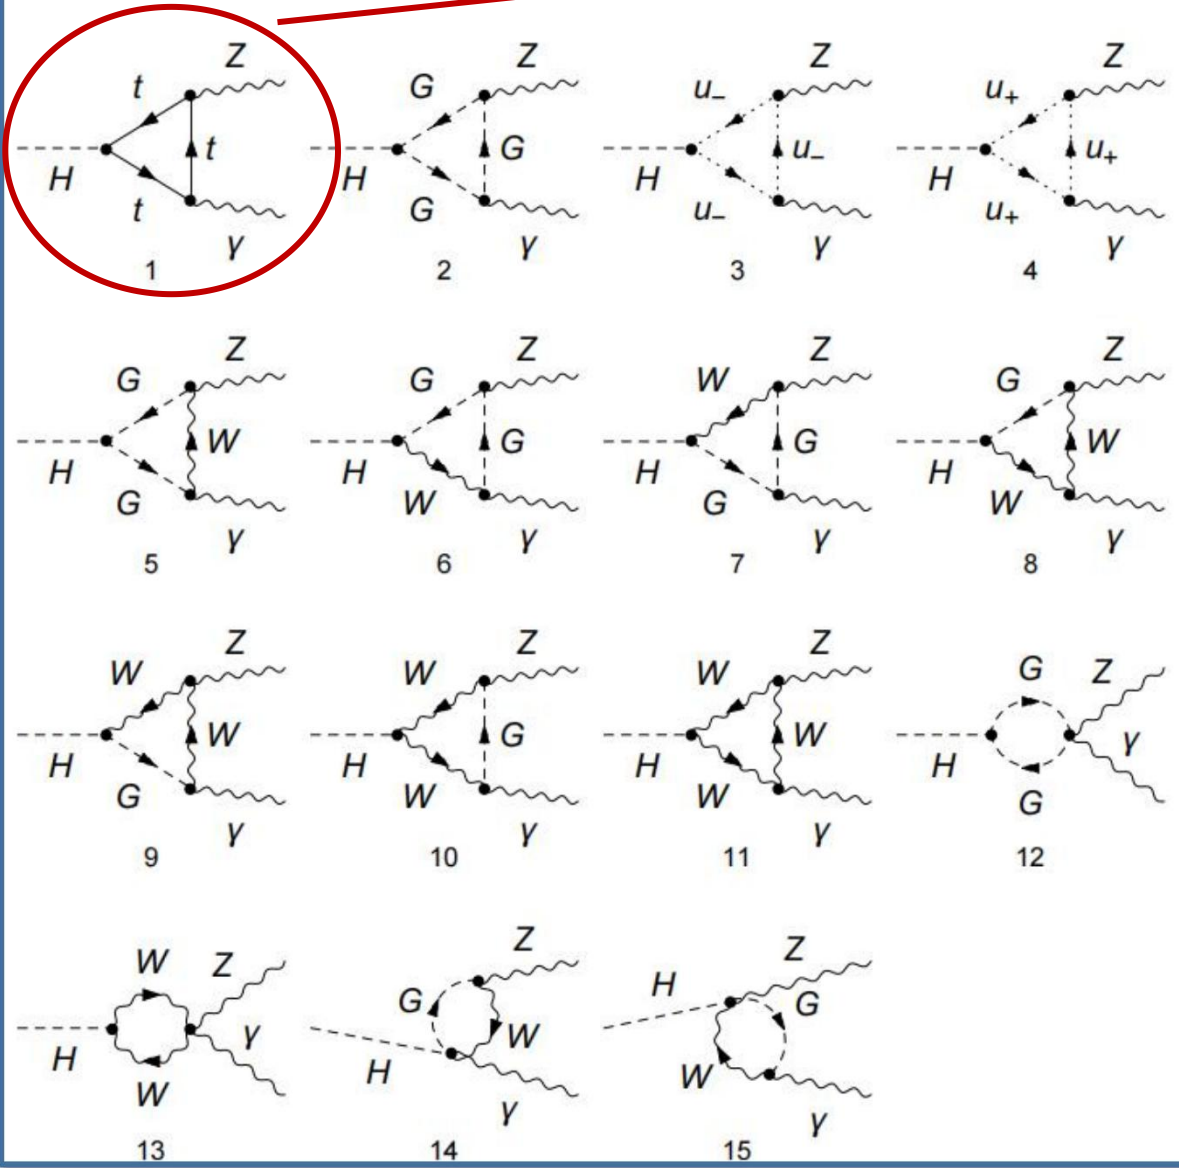 Z Z Z Z
t G u₋ u₊
t G u₋ u₊
H H H H
t G u₋ u₊
γ γ γ γ
1 2 3 4
Z Z Z Z
G G W G
W G G W
H H H H
G W G W
γ γ γ γ
5 6 7 8
Z Z Z G Z
W W W
W G W γ
H H H H
G W W G
γ γ γ
9 10 11 12
W Z Z Z
H G
G
γ W
H H W
W γ γ
13 14 15